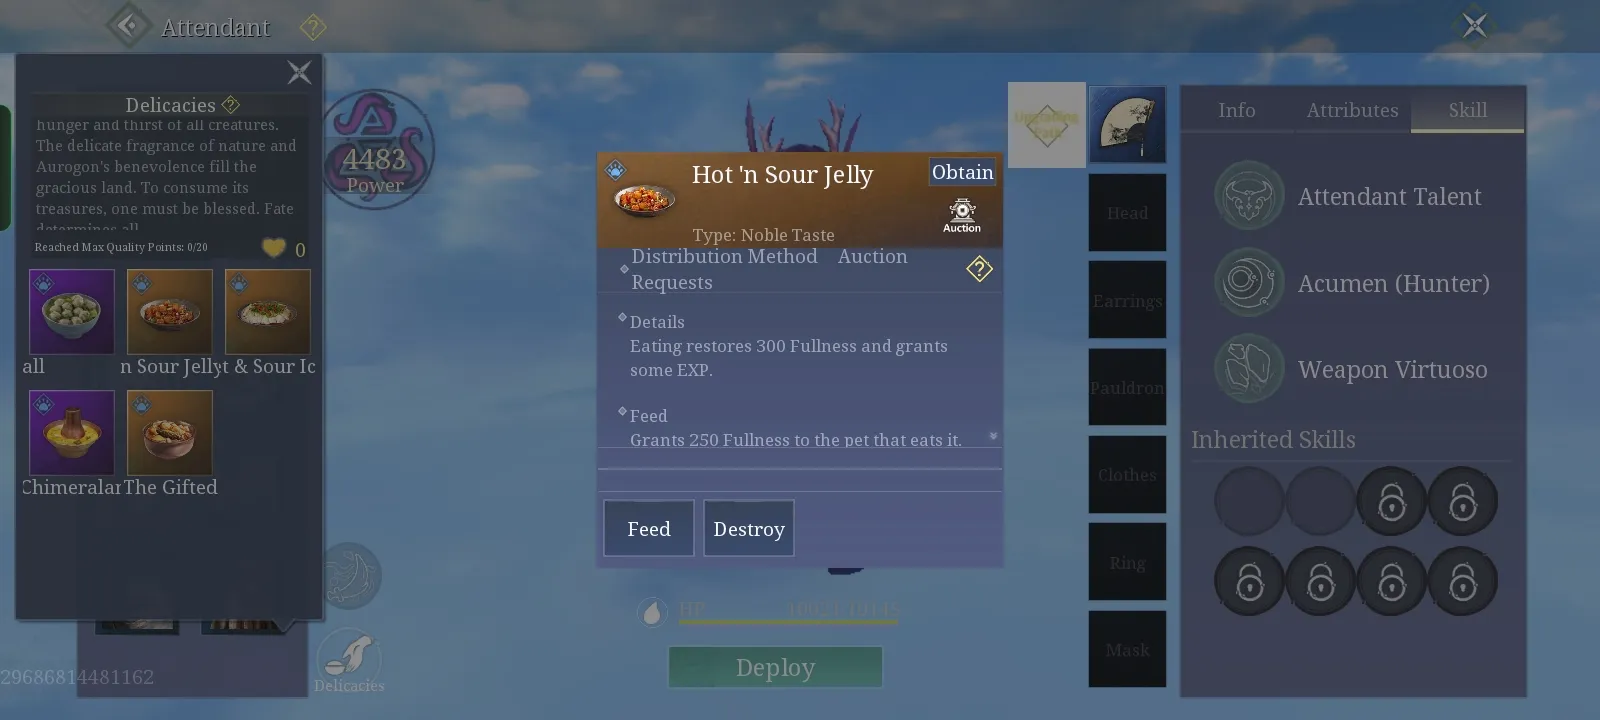 Attendant
Delicacies
hunger and thirst of all creatures.
The delicate fragrance of nature and
Aurogon's benevolence fill the
gracious land. To consume its
treasures, one must be blessed. Fate
determines all
Reached Max Quality Points: 0/20
0
all
n Sour Jelly
t & Sour Ic
Chimeralar
The Gifted
4483
Power
Delicacies
29686814481162
Hot 'n Sour Jelly
Obtain
Auction
Type: Noble Taste
Distribution Method Auction
Requests
Details
Eating restores 300 Fullness and grants
some EXP.
Feed
Grants 250 Fullness to the pet that eats it.
Feed
Destroy
HP
Deploy
Head
Earrings
Pauldron
Clothes
Ring
Mask
Info
Attributes
Skill
Attendant Talent
Acumen (Hunter)
Weapon Virtuoso
Inherited Skills